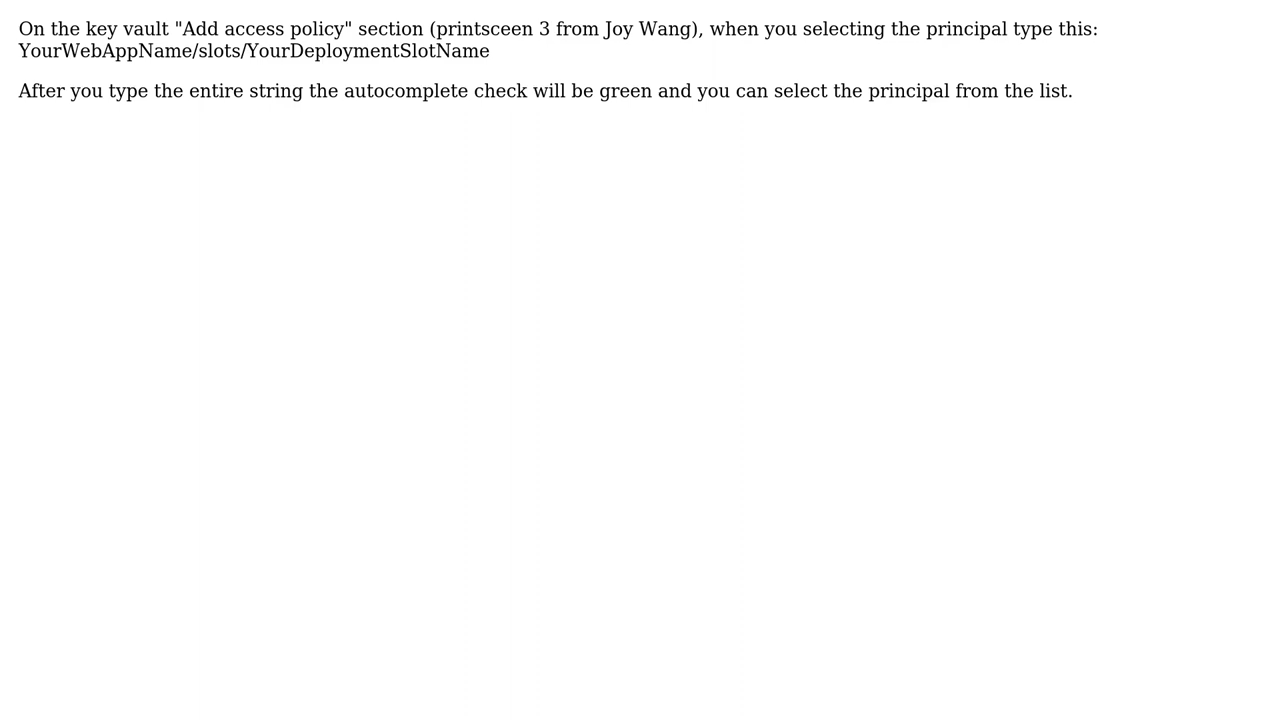 On the key vault "Add access policy" section (printsceen 3 from Joy Wang), when you selecting the principal type this:
YourWebAppName/slots/YourDeploymentSlotName
After you type the entire string the autocomplete check will be green and you can select the principal from the list.